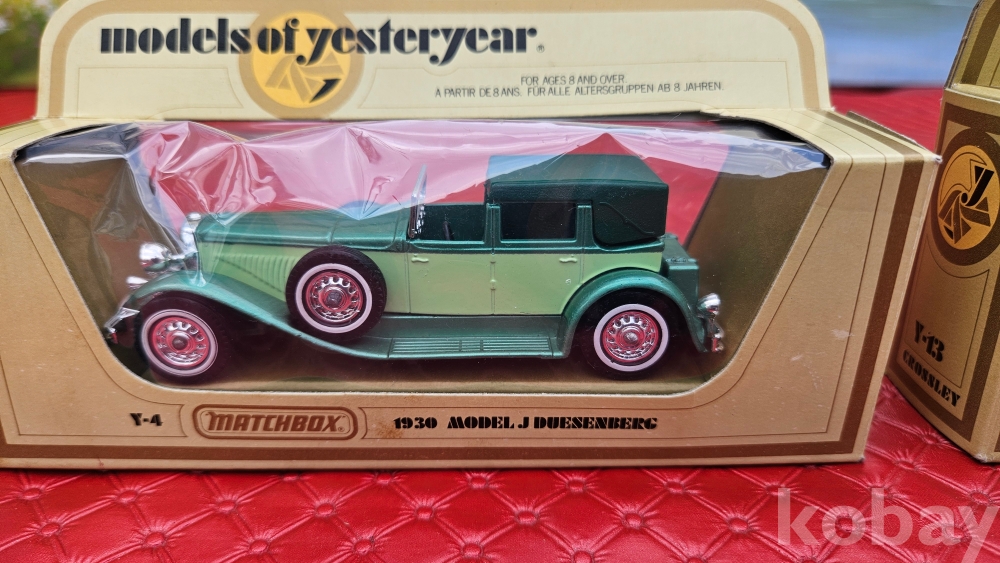 models of yesteryear®
FOR AGES 8 AND OVER.
A PARTIR DE 8 ANS. FÜR ALLE ALTERSGRUPPEN AB 8 JAHREN.
Y-4
MATCHBOX
1930 MODEL J DUESENBERG
Y-13
CROSSLEY
kobay